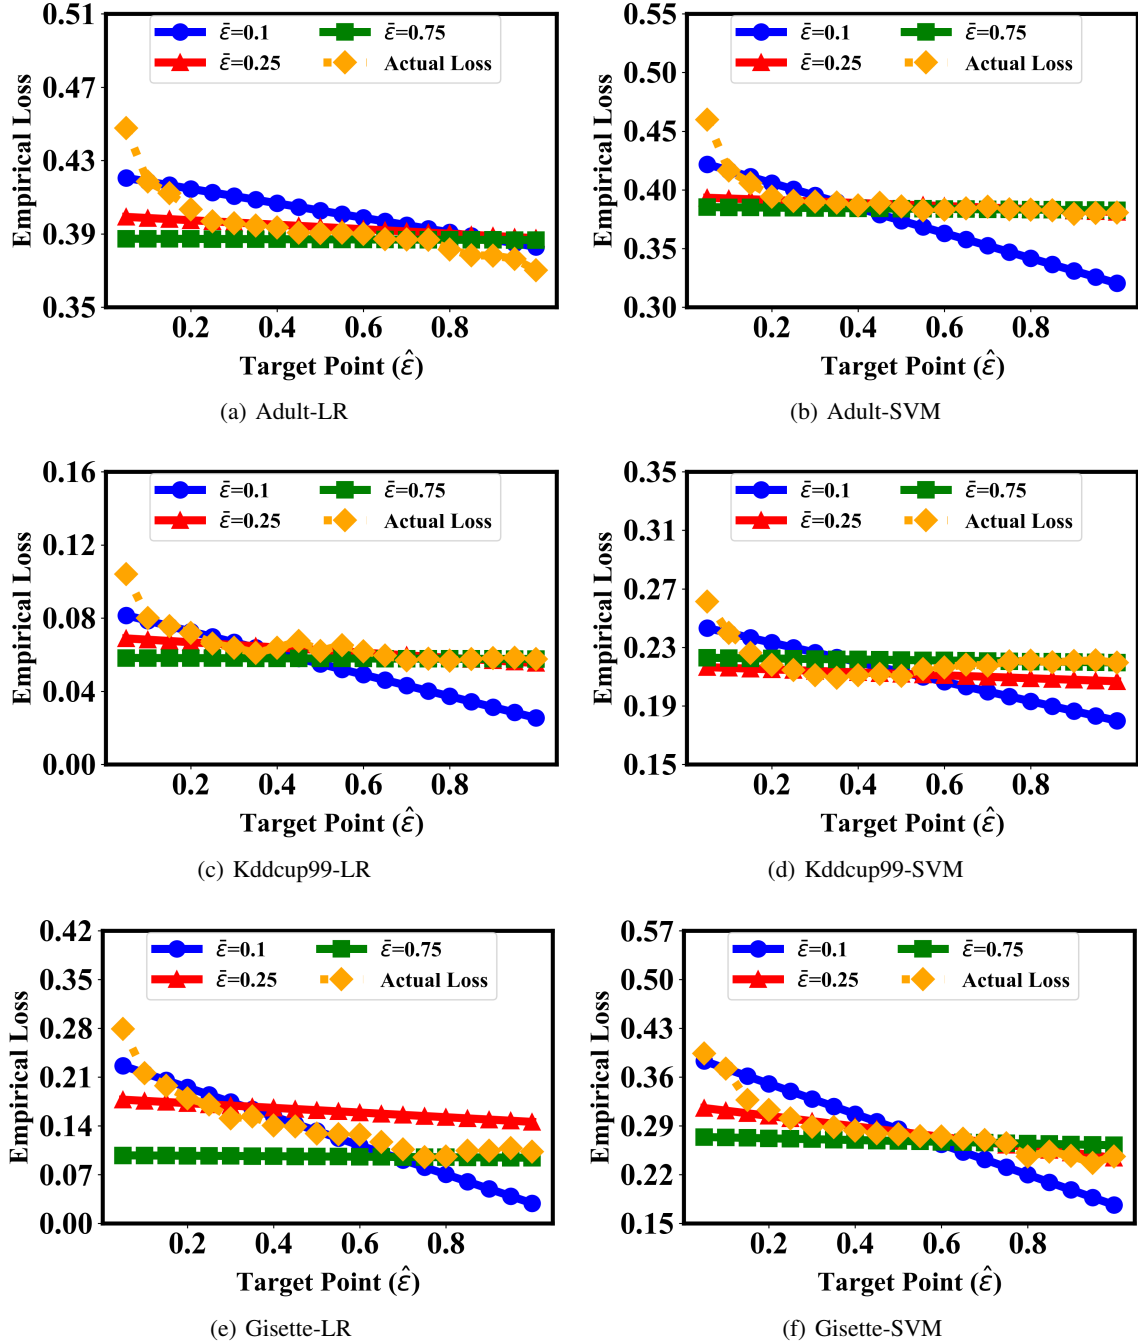 0.51
0.47
0.43
0.39
0.35
Empirical Loss
ε̄=0.1
ε̄=0.25
ε̄=0.75
Actual Loss
0.2 0.4 0.6 0.8
Target Point (ε̂)
(a) Adult-LR
0.55
0.50
0.45
0.40
0.35
0.30
Empirical Loss
ε̄=0.1
ε̄=0.25
ε̄=0.75
Actual Loss
0.2 0.4 0.6 0.8
Target Point (ε̂)
(b) Adult-SVM
0.16
0.12
0.08
0.04
0.00
Empirical Loss
ε̄=0.1
ε̄=0.25
ε̄=0.75
Actual Loss
0.2 0.4 0.6 0.8
Target Point (ε̂)
(c) Kddcup99-LR
0.35
0.27
0.23
0.19
0.15
Empirical Loss
ε̄=0.1
ε̄=0.25
ε̄=0.75
Actual Loss
0.2 0.4 0.6 0.8
Target Point (ε̂)
(d) Kddcup99-SVM
0.42
0.35
0.28
0.21
0.14
0.07
0.00
Empirical Loss
ε̄=0.1
ε̄=0.25
ε̄=0.75
Actual Loss
0.2 0.4 0.6 0.8
Target Point (ε̂)
(e) Gisette-LR
0.57
0.50
0.43
0.36
0.29
0.22
0.15
Empirical Loss
ε̄=0.1
ε̄=0.25
ε̄=0.75
Actual Loss
0.2 0.4 0.6 0.8
Target Point (ε̂)
(f) Gisette-SVM